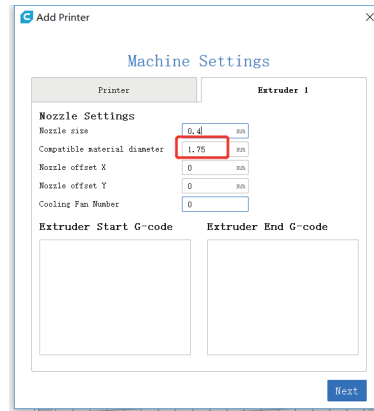 Add Printer
Machine Settings
Printer Extruder 1
Nozzle Settings
Nozzle size 0.4 mm
Compatible material diameter 1.75 mm
Nozzle offset X 0 mm
Nozzle offset Y 0 mm
Cooling Fan Number 0
Extruder Start G-code Extruder End G-code
Next